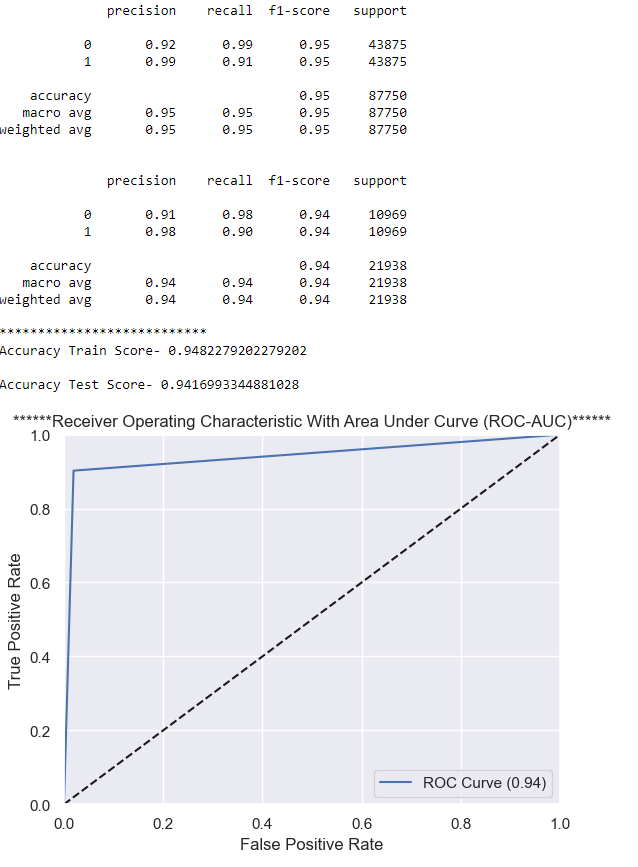 precision recall f1-score support
0 0.92 0.99 0.95 43875
1 0.99 0.91 0.95 43875
accuracy 0.95 87750
macro avg 0.95 0.95 0.95 87750
weighted avg 0.95 0.95 0.95 87750
precision recall f1-score support
0 0.91 0.98 0.94 10969
1 0.98 0.90 0.94 10969
accuracy 0.94 21938
macro avg 0.94 0.94 0.94 21938
weighted avg 0.94 0.94 0.94 21938
***************************
Accuracy Train Score- 0.9482279202279202
Accuracy Test Score- 0.9416993344881028
******Receiver Operating Characteristic With Area Under Curve (ROC-AUC)******
1.0
0.8
0.6
0.4
0.2
0.0
True Positive Rate
ROC Curve (0.94)
0.0 0.2 0.4 0.6 0.8 1.0
False Positive Rate